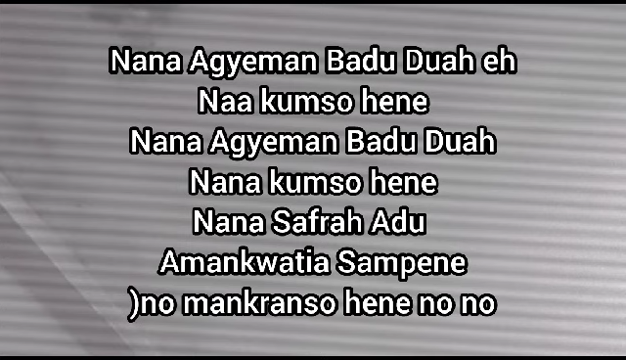 Nana Agyeman Badu Duah eh
Naa kumso hene
Nana Agyeman Badu Duah
Nana kumso hene
Nana Safrah Adu
Amankwatia Sampene
)no mankranso hene no no